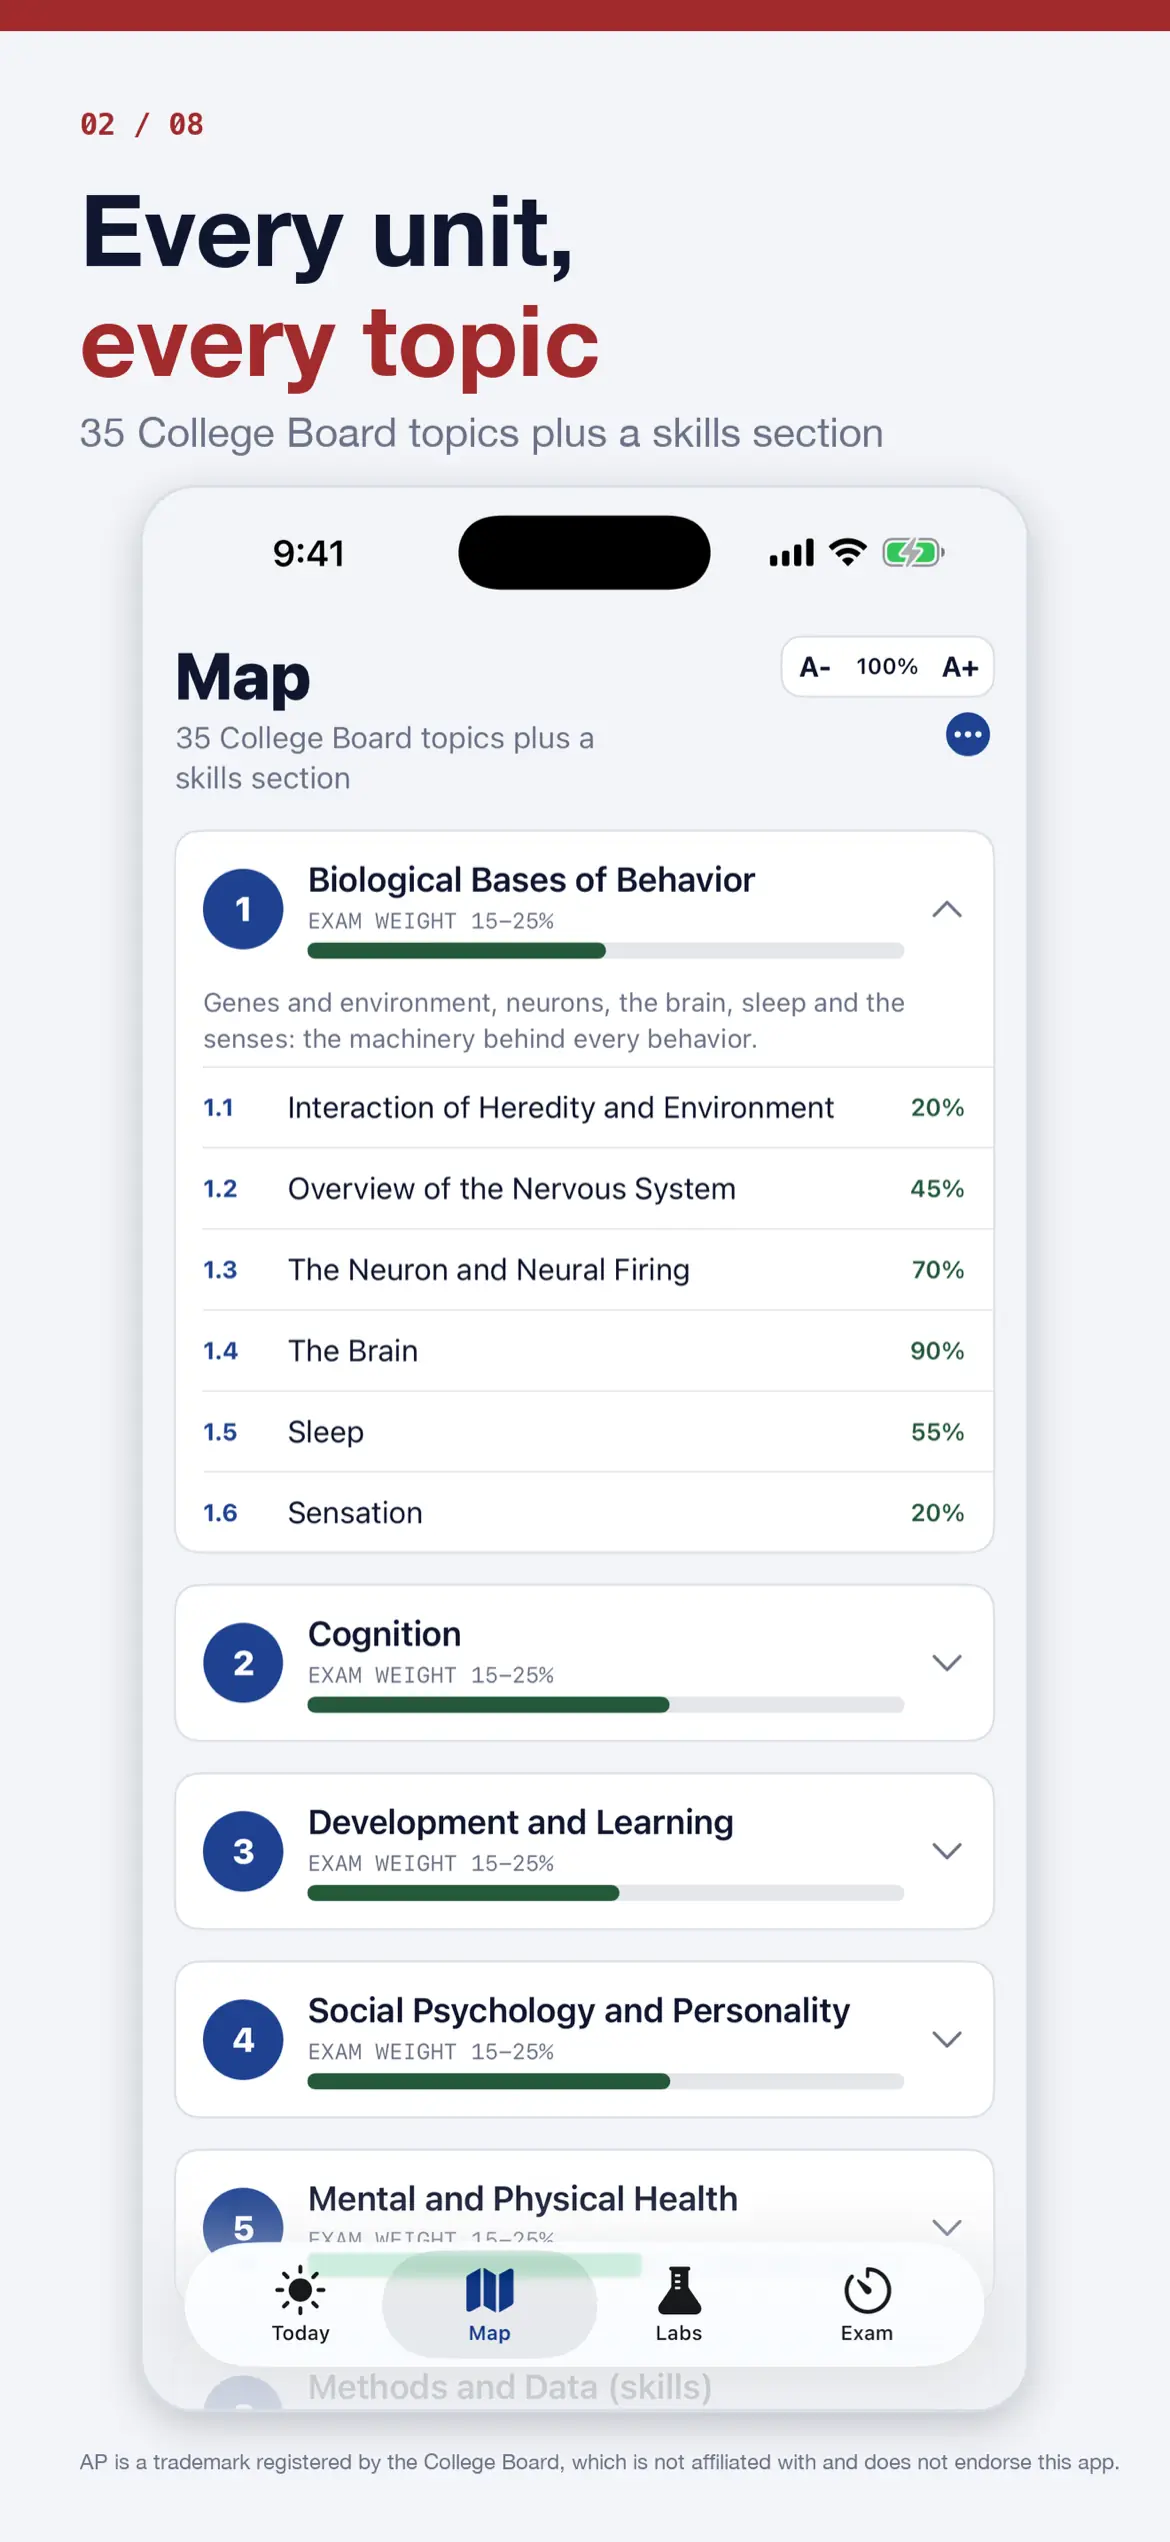 02 / 08
Every unit,
every topic
35 College Board topics plus a skills section
9:41
Map
A- 100% A+
35 College Board topics plus a
skills section
1
Biological Bases of Behavior
EXAM WEIGHT 15–25%
Genes and environment, neurons, the brain, sleep and the
senses: the machinery behind every behavior.
1.1 Interaction of Heredity and Environment 20%
1.2 Overview of the Nervous System 45%
1.3 The Neuron and Neural Firing 70%
1.4 The Brain 90%
1.5 Sleep 55%
1.6 Sensation 20%
2
Cognition
EXAM WEIGHT 15–25%
3
Development and Learning
EXAM WEIGHT 15–25%
4
Social Psychology and Personality
EXAM WEIGHT 15–25%
5
Mental and Physical Health
EXAM WEIGHT 15–25%
Today Map Labs Exam
Methods and Data (skills)
AP is a trademark registered by the College Board, which is not affiliated with and does not endorse this app.